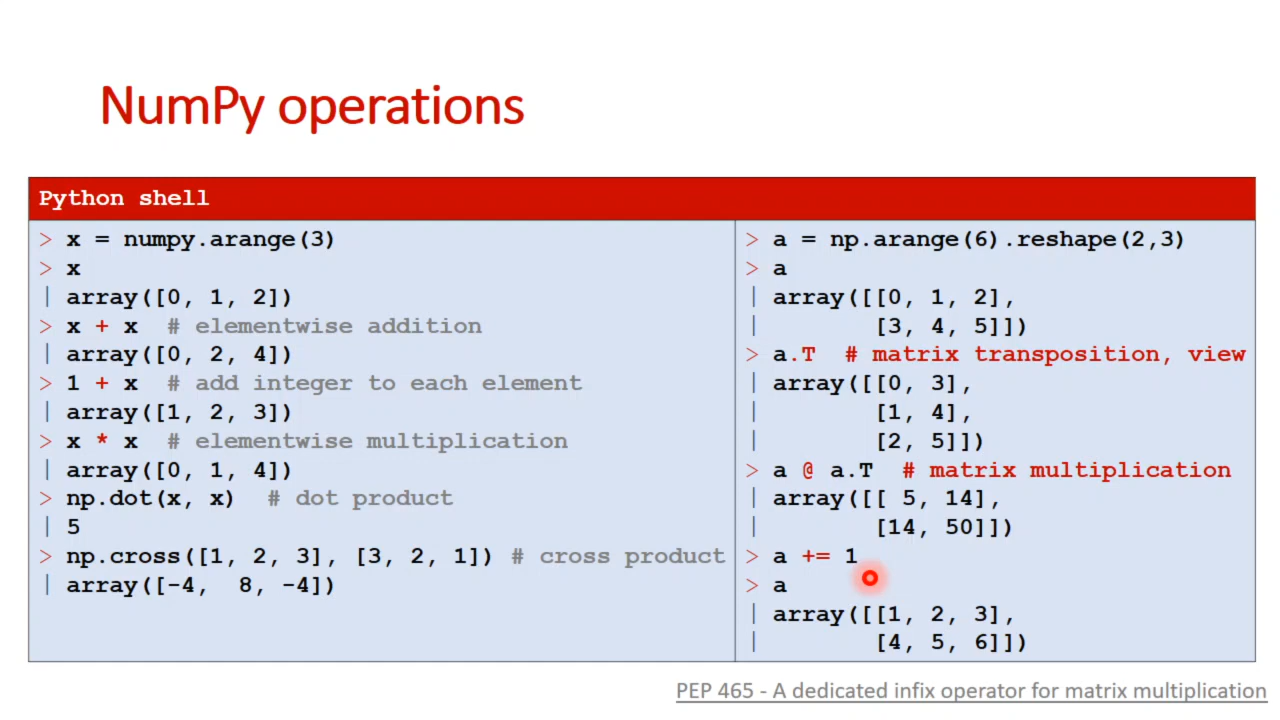 NumPy operations
Python shell
> x = numpy.arange(3)
> x
| array([0, 1, 2])
> x + x  # elementwise addition
| array([0, 2, 4])
> 1 + x  # add integer to each element
| array([1, 2, 3])
> x * x  # elementwise multiplication
| array([0, 1, 4])
> np.dot(x, x)  # dot product
| 5
> np.cross([1, 2, 3], [3, 2, 1]) # cross product
| array([-4,  8, -4])
> a = np.arange(6).reshape(2,3)
> a
| array([[0, 1, 2],
|        [3, 4, 5]])
> a.T  # matrix transposition, view
| array([[0, 3],
|        [1, 4],
|        [2, 5]])
> a @ a.T  # matrix multiplication
| array([[ 5, 14],
|        [14, 50]])
> a += 1
> a
| array([[1, 2, 3],
|        [4, 5, 6]])
PEP 465 - A dedicated infix operator for matrix multiplication